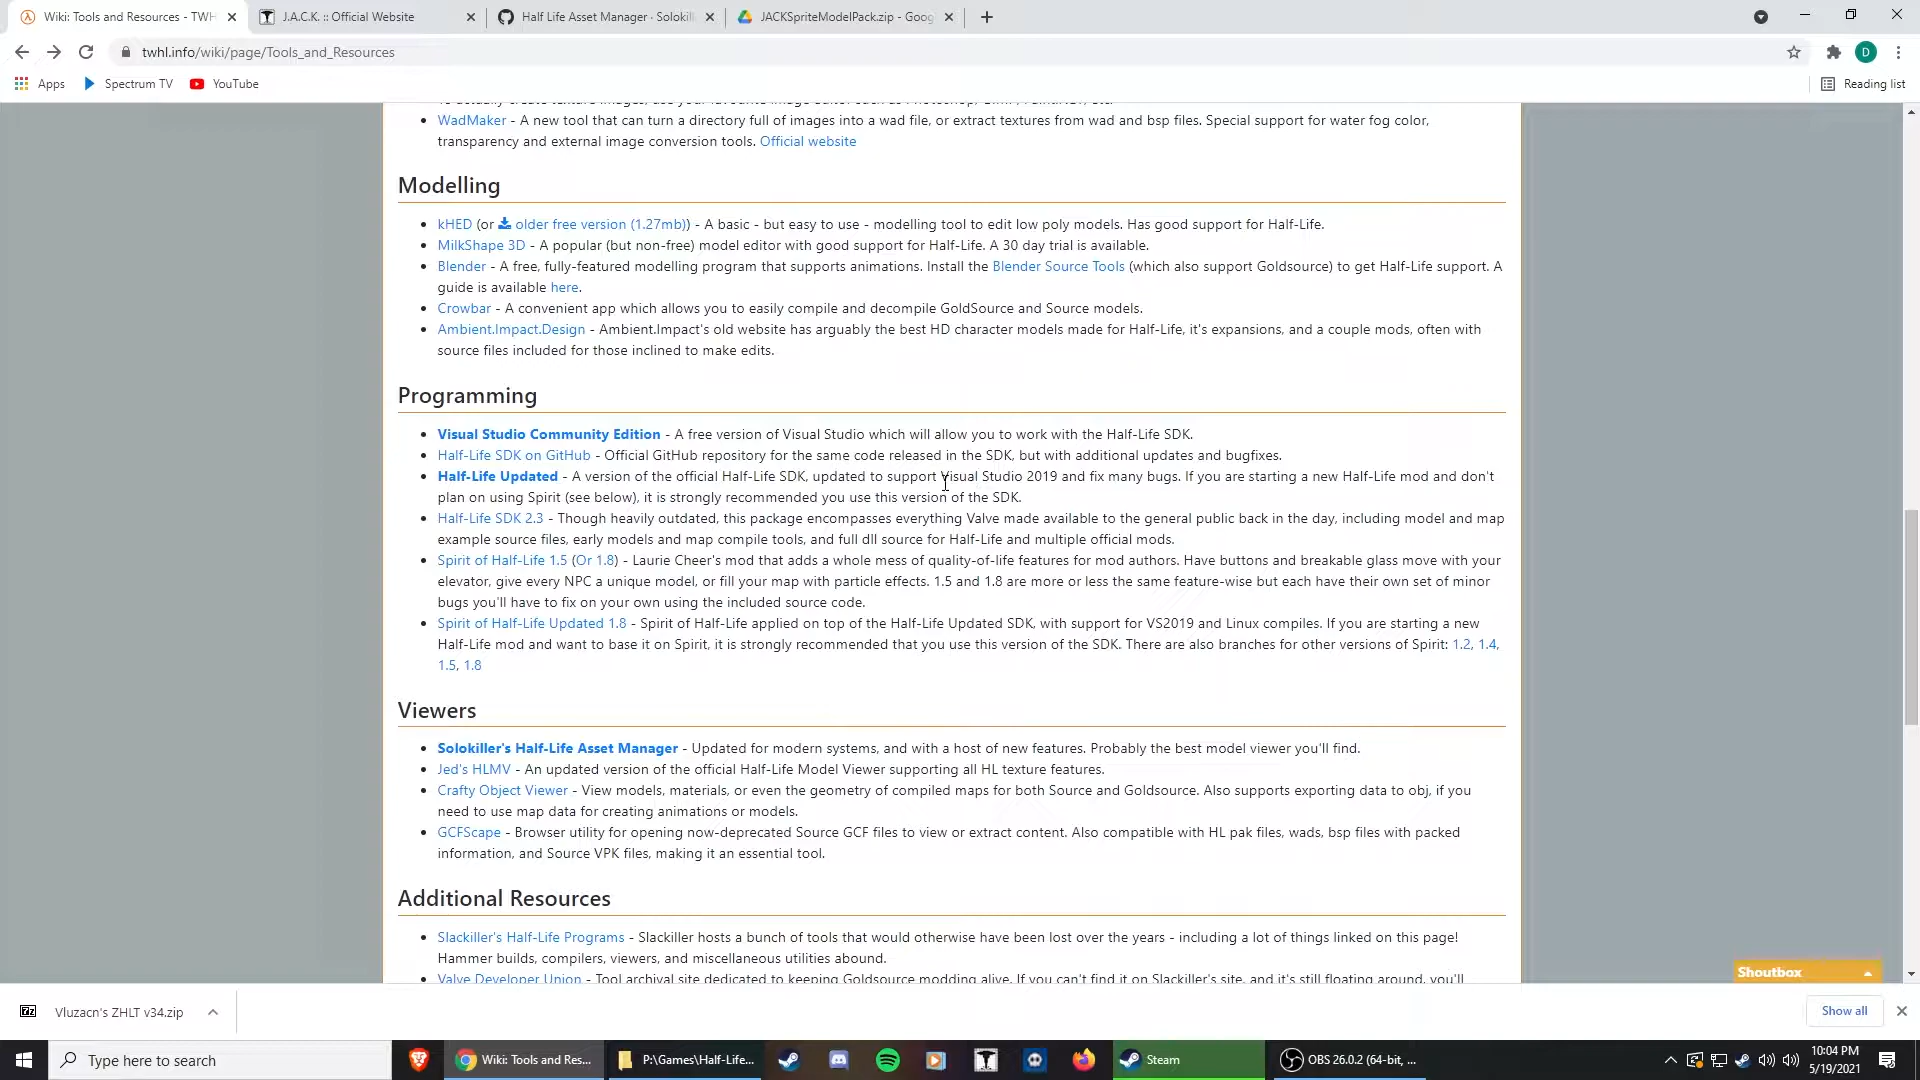 Wiki: Tools and Resources - TWH
J.A.C.K. :: Official Website
Half Life Asset Manager · Soloki
JACKSpriteModelPack.zip - Goog
twhl.info/wiki/page/Tools_and_Resources
D
Apps
Spectrum TV
YouTube
Reading list
WadMaker - A new tool that can turn a directory full of images into a wad file, or extract textures from wad and bsp files. Special support for water fog color,
transparency and external image conversion tools. Official website
Modelling
kHED (or older free version (1.27mb)) - A basic - but easy to use - modelling tool to edit low poly models. Has good support for Half-Life.
MilkShape 3D - A popular (but non-free) model editor with good support for Half-Life. A 30 day trial is available.
Blender - A free, fully-featured modelling program that supports animations. Install the Blender Source Tools (which also support Goldsource) to get Half-Life support. A
guide is available here.
Crowbar - A convenient app which allows you to easily compile and decompile GoldSource and Source models.
Ambient.Impact.Design - Ambient.Impact's old website has arguably the best HD character models made for Half-Life, it's expansions, and a couple mods, often with
source files included for those inclined to make edits.
Programming
Visual Studio Community Edition - A free version of Visual Studio which will allow you to work with the Half-Life SDK.
Half-Life SDK on GitHub - Official GitHub repository for the same code released in the SDK, but with additional updates and bugfixes.
Half-Life Updated - A version of the official Half-Life SDK, updated to support Visual Studio 2019 and fix many bugs. If you are starting a new Half-Life mod and don't
plan on using Spirit (see below), it is strongly recommended you use this version of the SDK.
Half-Life SDK 2.3 - Though heavily outdated, this package encompasses everything Valve made available to the general public back in the day, including model and map
example source files, early models and map compile tools, and full dll source for Half-Life and multiple official mods.
Spirit of Half-Life 1.5 (Or 1.8) - Laurie Cheer's mod that adds a whole mess of quality-of-life features for mod authors. Have buttons and breakable glass move with your
elevator, give every NPC a unique model, or fill your map with particle effects. 1.5 and 1.8 are more or less the same feature-wise but each have their own set of minor
bugs you'll have to fix on your own using the included source code.
Spirit of Half-Life Updated 1.8 - Spirit of Half-Life applied on top of the Half-Life Updated SDK, with support for VS2019 and Linux compiles. If you are starting a new
Half-Life mod and want to base it on Spirit, it is strongly recommended that you use this version of the SDK. There are also branches for other versions of Spirit: 1.2, 1.4,
1.5, 1.8
Viewers
Solokiller's Half-Life Asset Manager - Updated for modern systems, and with a host of new features. Probably the best model viewer you'll find.
Jed's HLMV - An updated version of the official Half-Life Model Viewer supporting all HL texture features.
Crafty Object Viewer - View models, materials, or even the geometry of compiled maps for both Source and Goldsource. Also supports exporting data to obj, if you
need to use map data for creating animations or models.
GCFScape - Browser utility for opening now-deprecated Source GCF files to view or extract content. Also compatible with HL pak files, wads, bsp files with packed
information, and Source VPK files, making it an essential tool.
Additional Resources
Slackiller's Half-Life Programs - Slackiller hosts a bunch of tools that would otherwise have been lost over the years - including a lot of things linked on this page!
Hammer builds, compilers, viewers, and miscellaneous utilities abound.
Valve Developer Union - Tool archival site dedicated to keeping Goldsource modding alive. If you can't find it on Slackiller's site, and it's still floating around, you'll
Shoutbox
Vluzacn's ZHLT v34.zip
Show all
Type here to search
Wiki: Tools and Res...
P:\Games\Half-Life...
Steam
OBS 26.0.2 (64-bit, ...
10:04 PM
5/19/2021